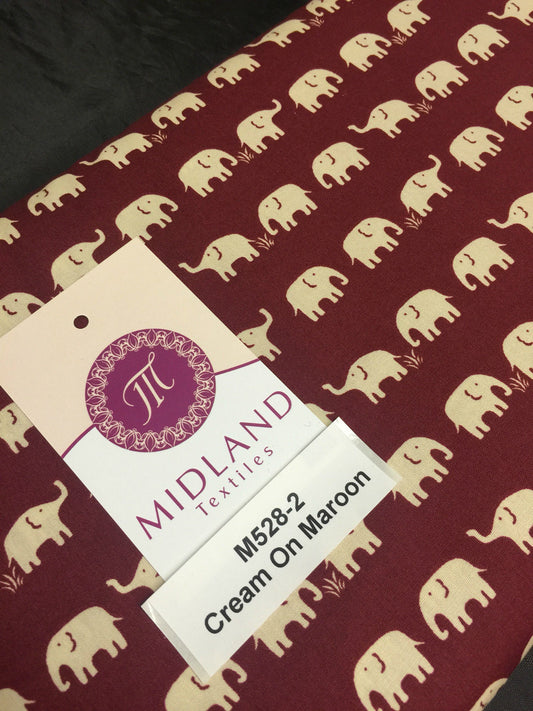 MIDLAND
Textiles
M528-2
Cream On Maroon